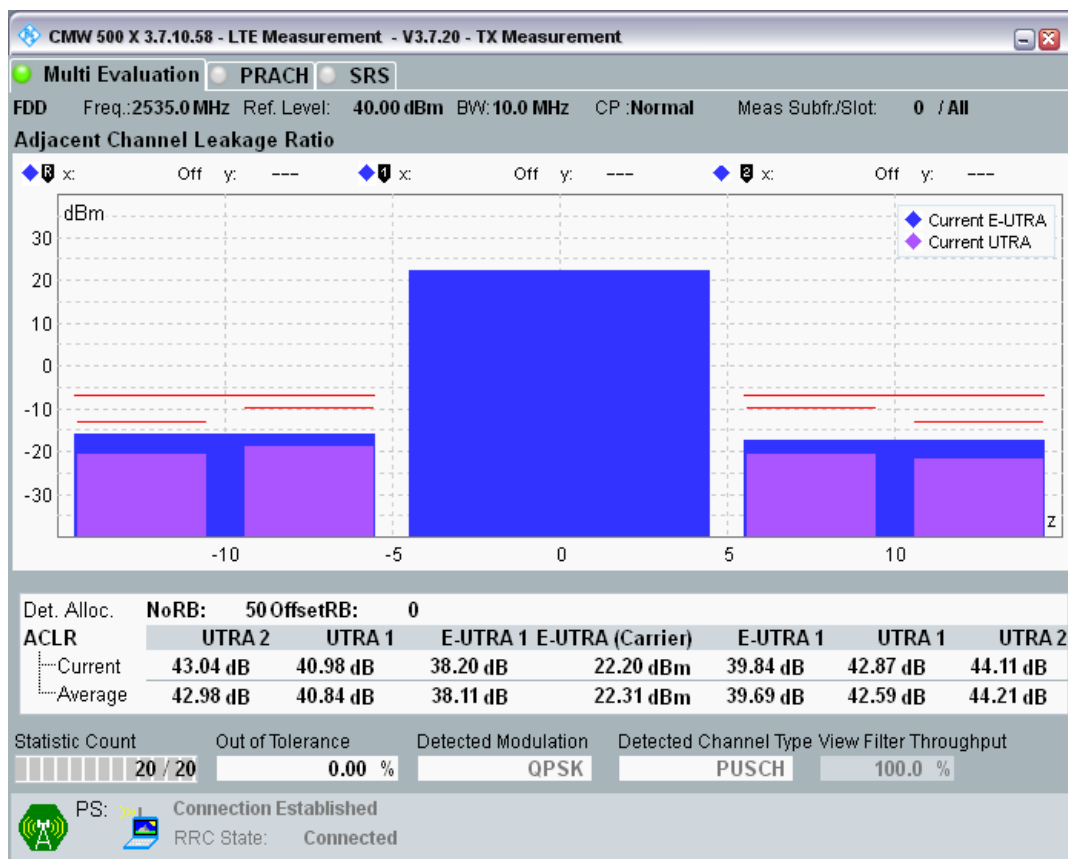 CMW 500 X 3.7.10.58 - LTE Measurement - V3.7.20 - TX Measurement
Multi Evaluation PRACH SRS
FDD Freq.:2535.0 MHz Ref. Level: 40.00 dBm BW: 10.0 MHz CP :Normal Meas Subfr./Slot: 0 / All
Adjacent Channel Leakage Ratio
R x: Off y: --- 1 x: Off y: --- 2 x: Off y: ---
dBm
Current E-UTRA
Current UTRA
30
20
10
0
-10
-20
-30
z
-10 -5 0 5 10
Det. Alloc. NoRB: 50 OffsetRB: 0
ACLR UTRA 2 UTRA 1 E-UTRA 1 E-UTRA (Carrier) E-UTRA 1 UTRA 1 UTRA 2
Current 43.04 dB 40.98 dB 38.20 dB 22.20 dBm 39.84 dB 42.87 dB 44.11 dB
Average 42.98 dB 40.84 dB 38.11 dB 22.31 dBm 39.69 dB 42.59 dB 44.21 dB
Statistic Count Out of Tolerance Detected Modulation Detected Channel Type View Filter Throughput
20 / 20 0.00 % QPSK PUSCH 100.0 %
PS: Connection Established
RRC State: Connected